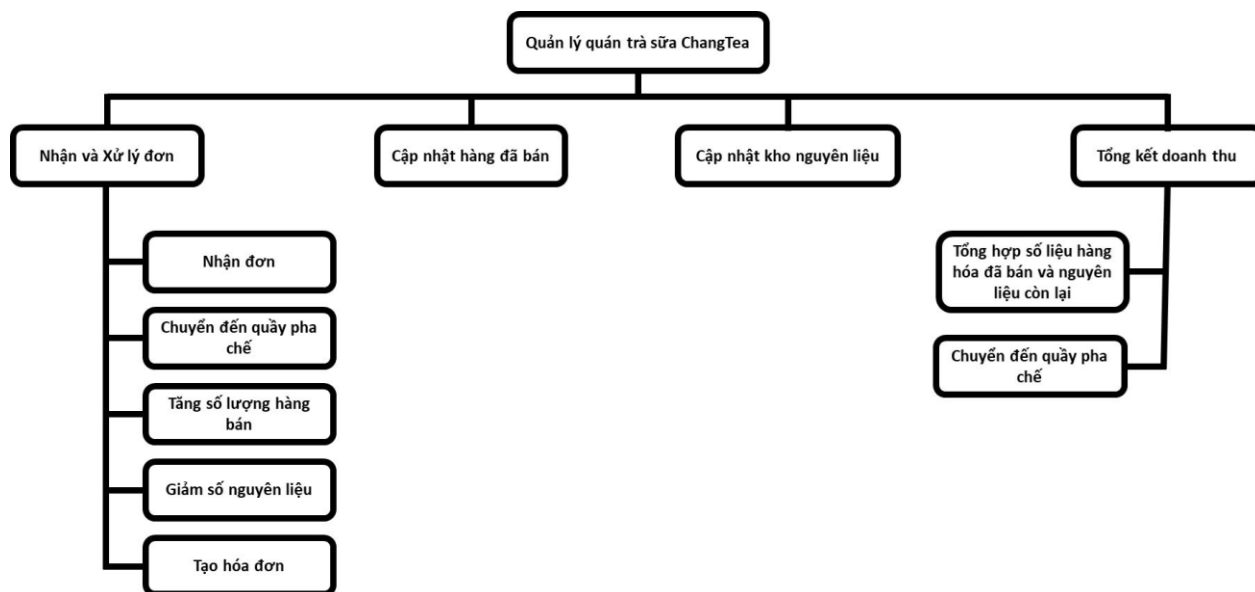 Quản lý quán trà sữa ChangTea
Nhận và Xử lý đơn
Cập nhật hàng đã bán
Cập nhật kho nguyên liệu
Tổng kết doanh thu
Nhận đơn
Chuyển đến quầy pha
chế
Tăng số lượng hàng
bán
Giảm số nguyên liệu
Tạo hóa đơn
Tổng hợp số liệu hàng
hóa đã bán và nguyên
liệu còn lại
Chuyển đến quầy pha
chế